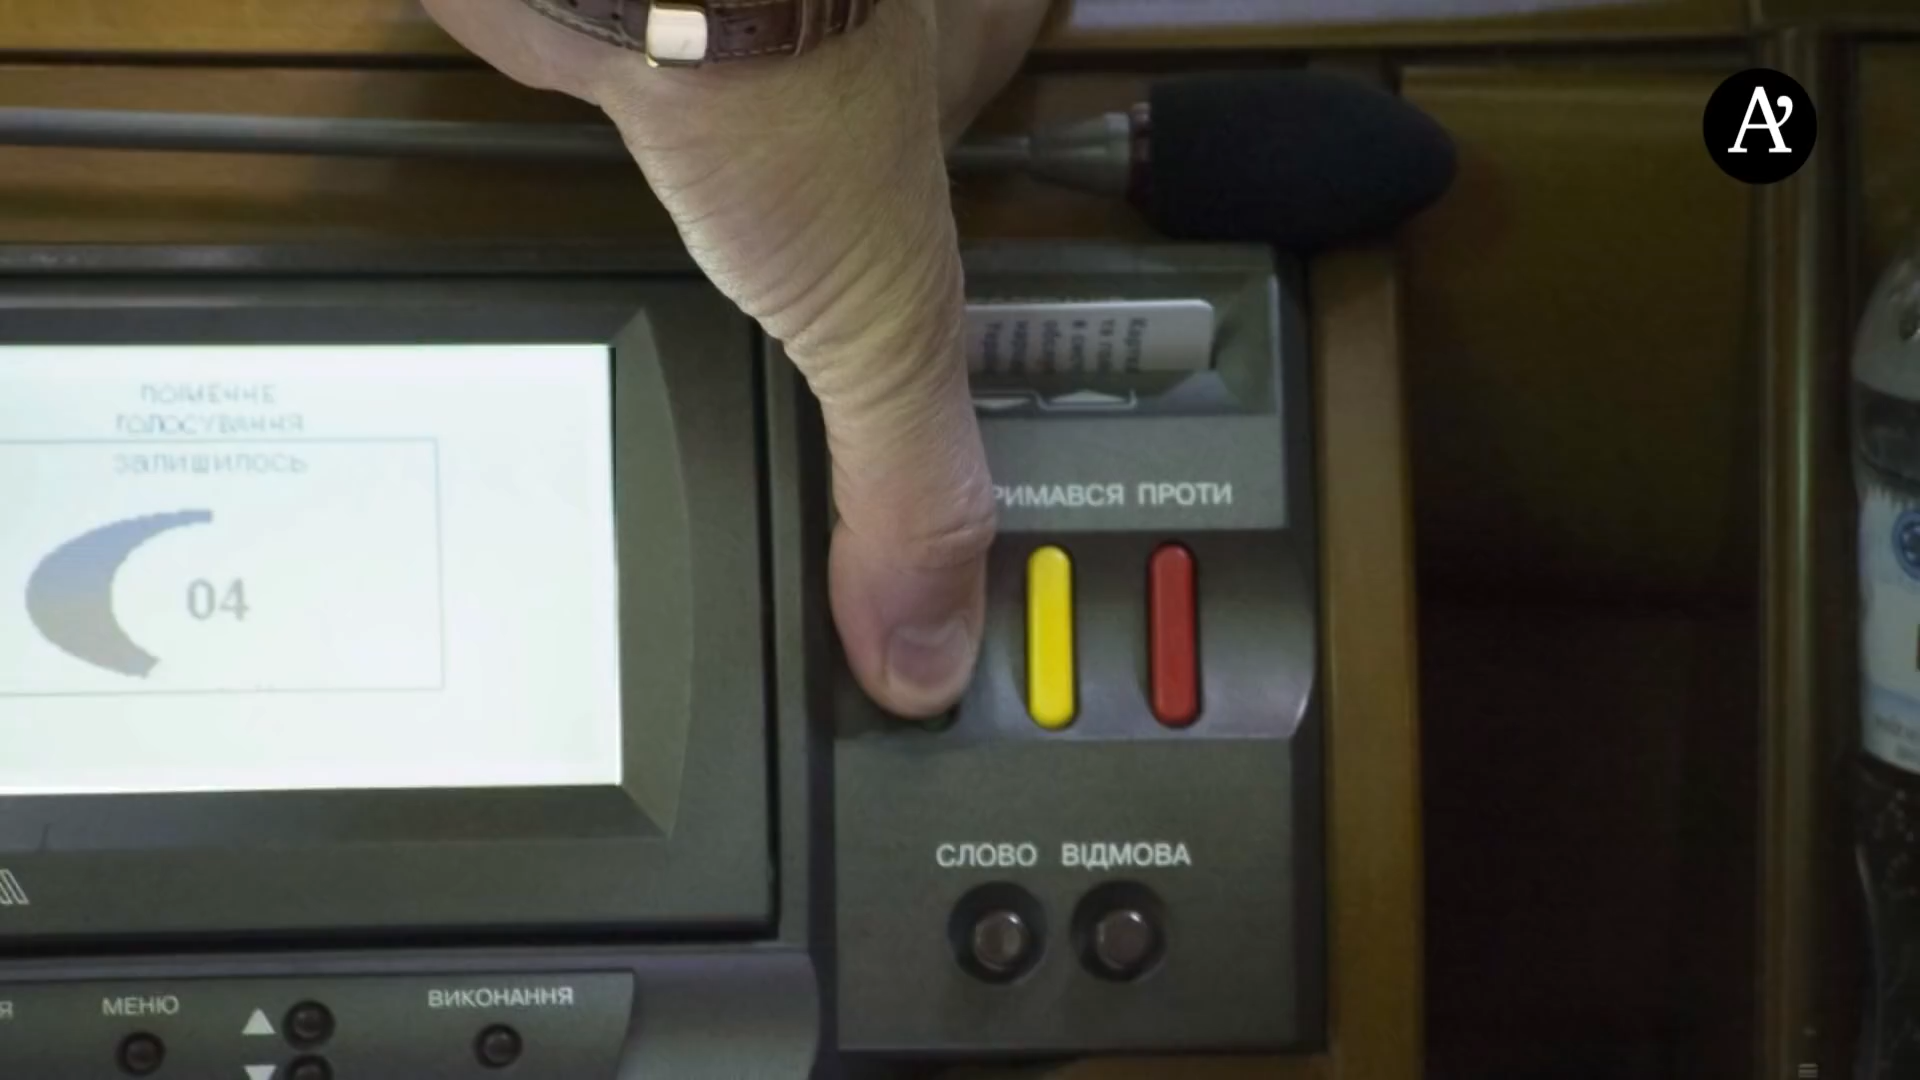 ПОІМЕННЕ
ГОЛОСУВАННЯ
ЗАЛИШИЛОСЬ
04
РИМАВСЯ ПРОТИ
СЛОВО ВІДМОВА
Я МЕНЮ ВИКОНАННЯ
А